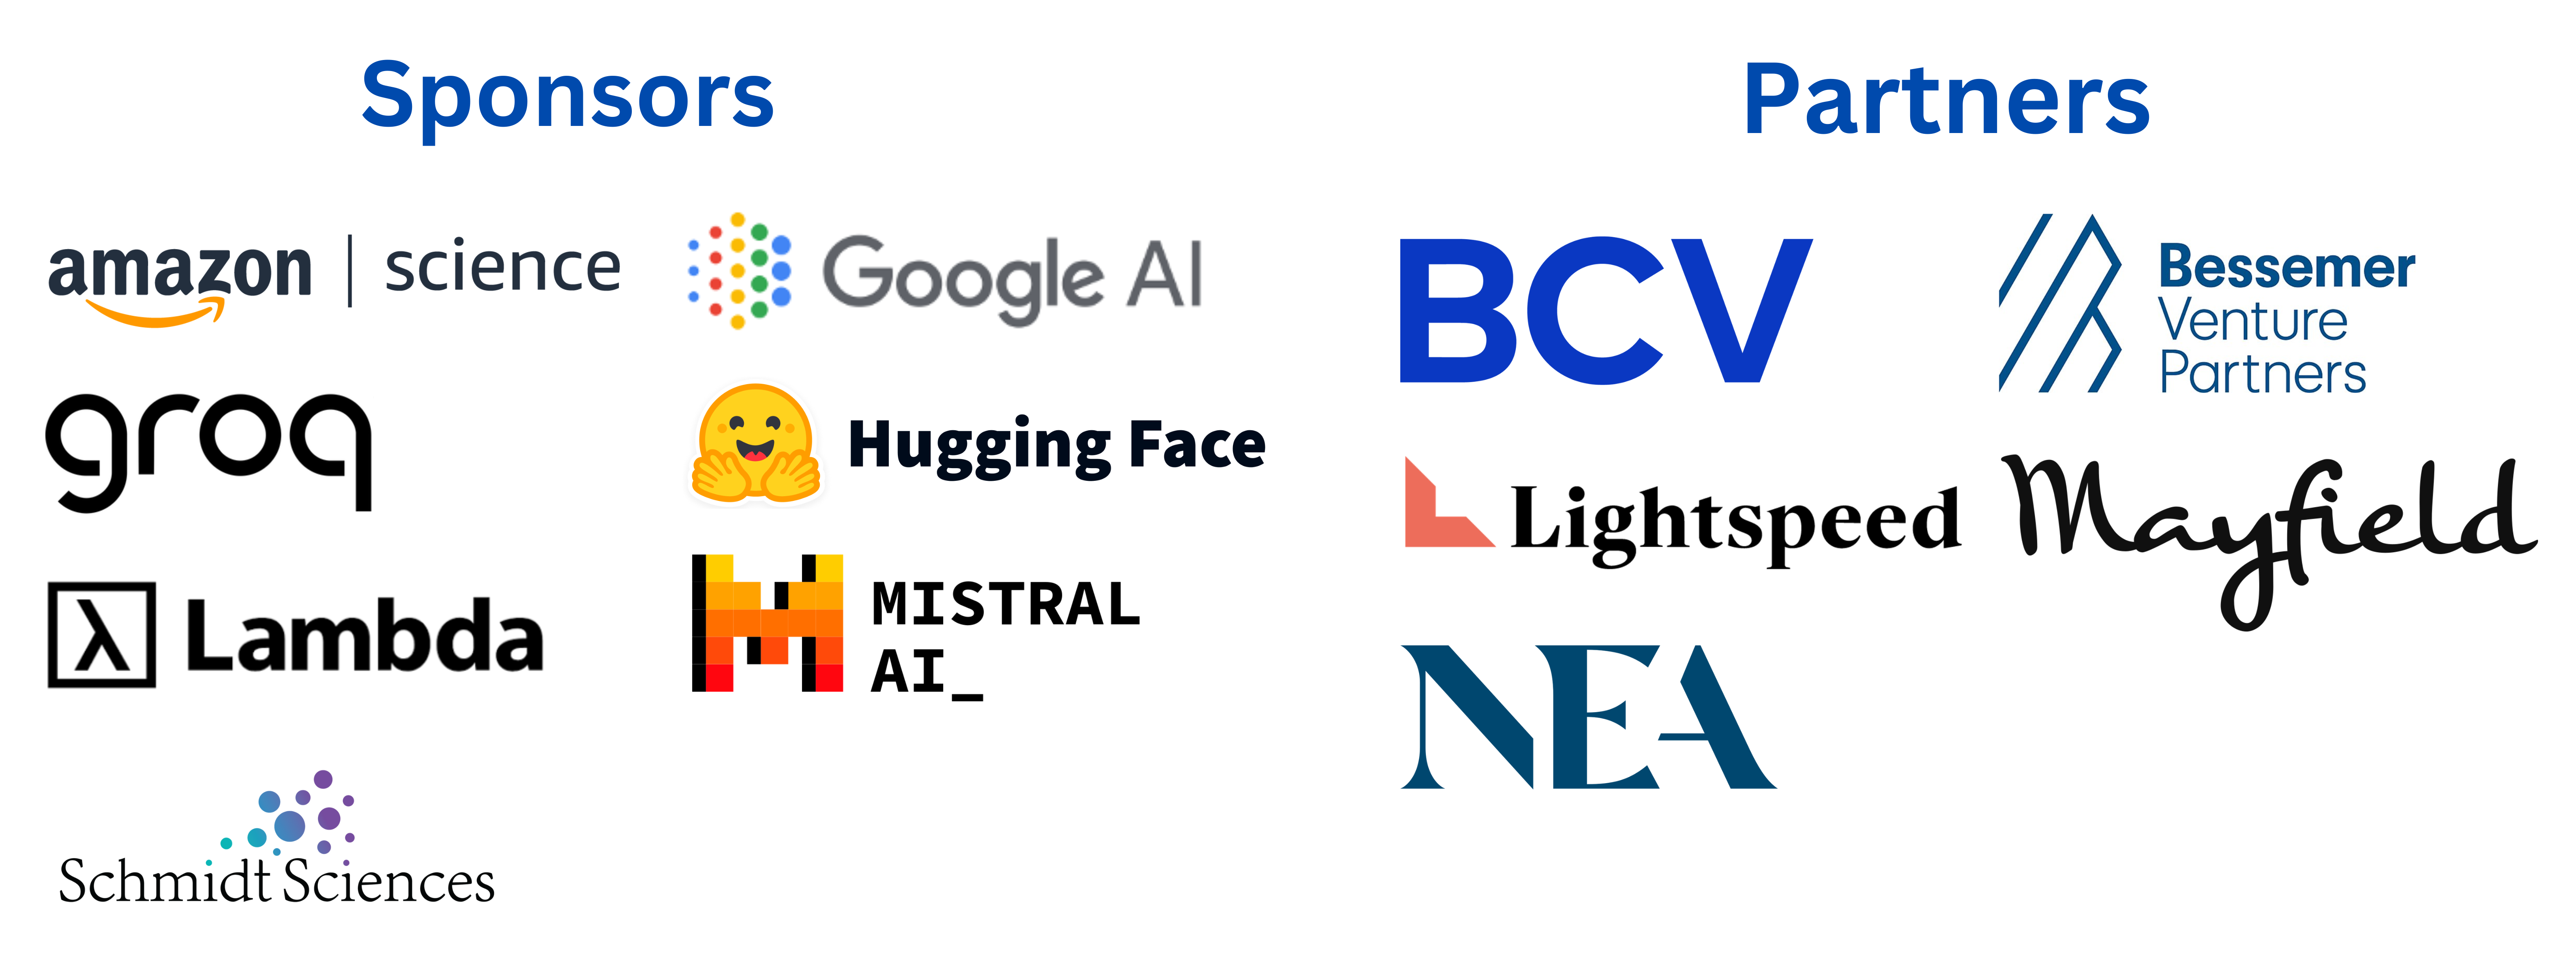 Sponsors
amazon | science
Google AI
groq
Hugging Face
λ Lambda
MISTRAL
AI_
Schmidt Sciences
Partners
BCV
Bessemer
Venture
Partners
Lightspeed
Mayfield
NEA